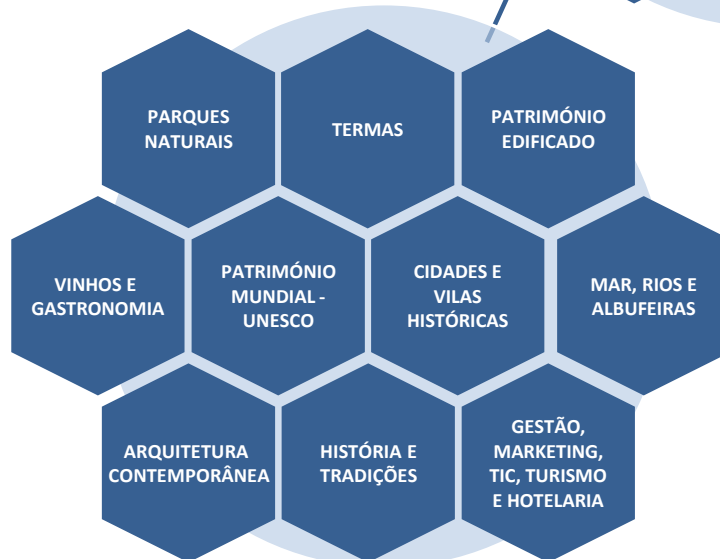 PARQUES
NATURAIS
TERMAS
PATRIMÓNIO
EDIFICADO
VINHOS E
GASTRONOMIA
PATRIMÓNIO
MUNDIAL -
UNESCO
CIDADES E
VILAS
HISTÓRICAS
MAR, RIOS E
ALBUFEIRAS
ARQUITETURA
CONTEMPORÂNEA
HISTÓRIA E
TRADIÇÕES
GESTÃO,
MARKETING,
TIC, TURISMO
E HOTELARIA